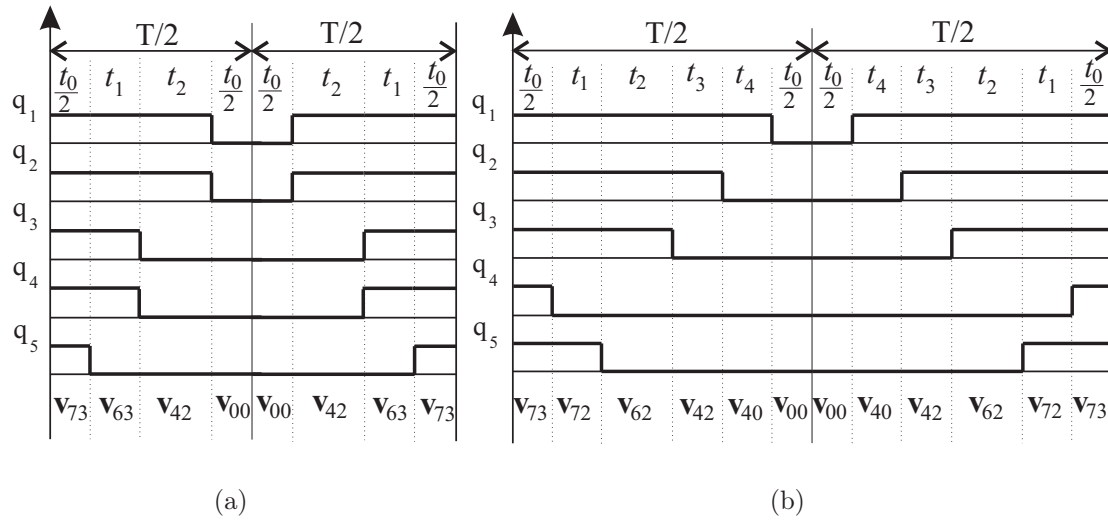 T/2 T/2
t₀/2 t₁ t₂ t₀/2 t₀/2 t₂ t₁ t₀/2
q₁
q₂
q₃
q₄
q₅
v₇₃ v₆₃ v₄₂ v₀₀ v₀₀ v₄₂ v₆₃ v₇₃
(a)
T/2 T/2
t₀/2 t₁ t₂ t₃ t₄ t₀/2 t₀/2 t₄ t₃ t₂ t₁ t₀/2
q₁
q₂
q₃
q₄
q₅
v₇₃ v₇₂ v₆₂ v₄₂ v₄₀ v₀₀ v₀₀ v₄₀ v₄₂ v₆₂ v₇₂ v₇₃
(b)